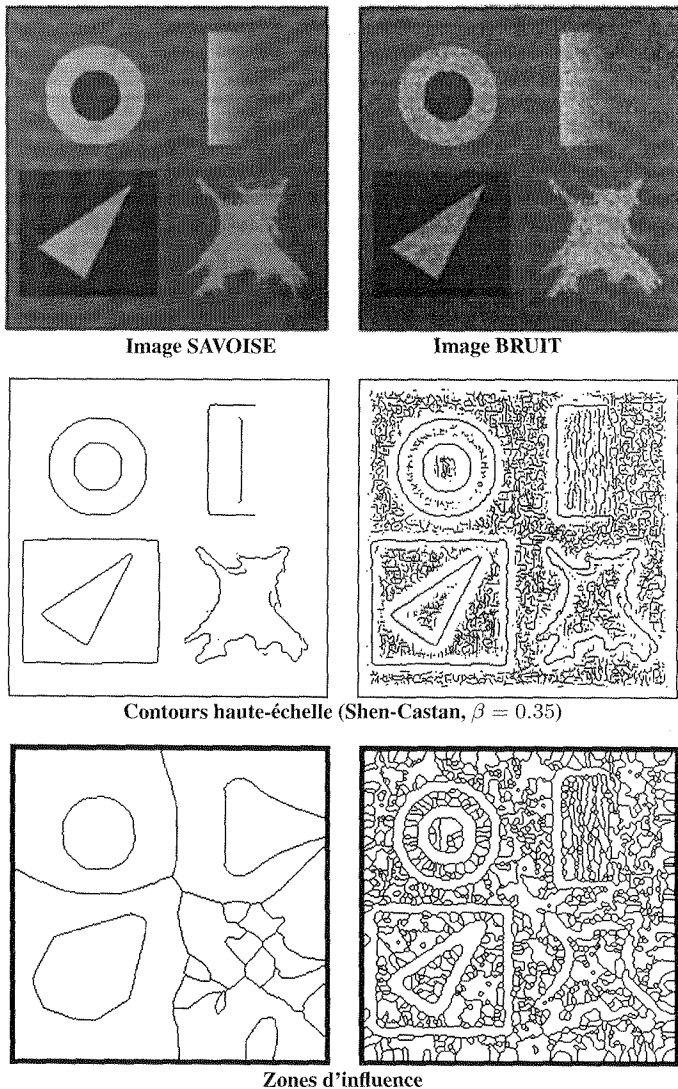 Image SAVOISE
Image BRUIT
Contours haute-échelle (Shen-Castan, β = 0.35)
Zones d'influence